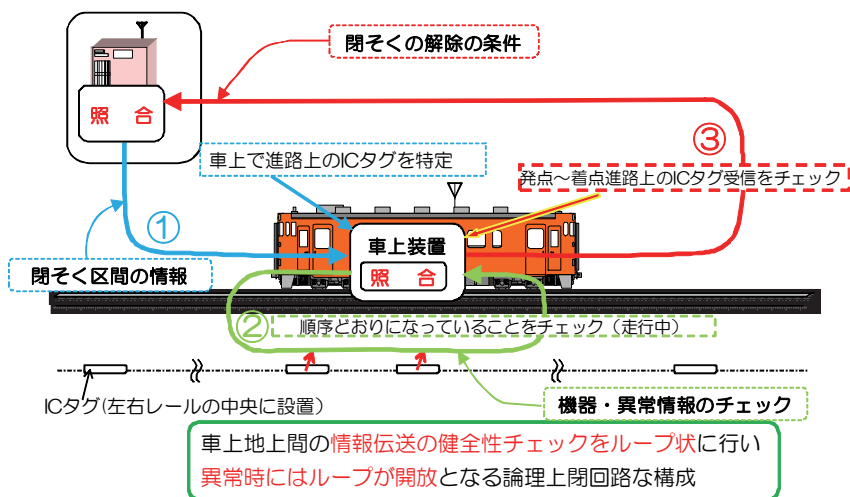 閉そくの解除の条件
照 合
③
車上で進路上のICタグを特定
発点～着点進路上のICタグ受信をチェック
①
車上装置
照 合
閉そく区間の情報
②
順序どおりになっていることをチェック（走行中）
ICタグ(左右レールの中央に設置）
機器・異常情報のチェック
車上地上間の情報伝送の健全性チェックをループ状に行い
異常時にはループが開放となる論理上閉回路な構成